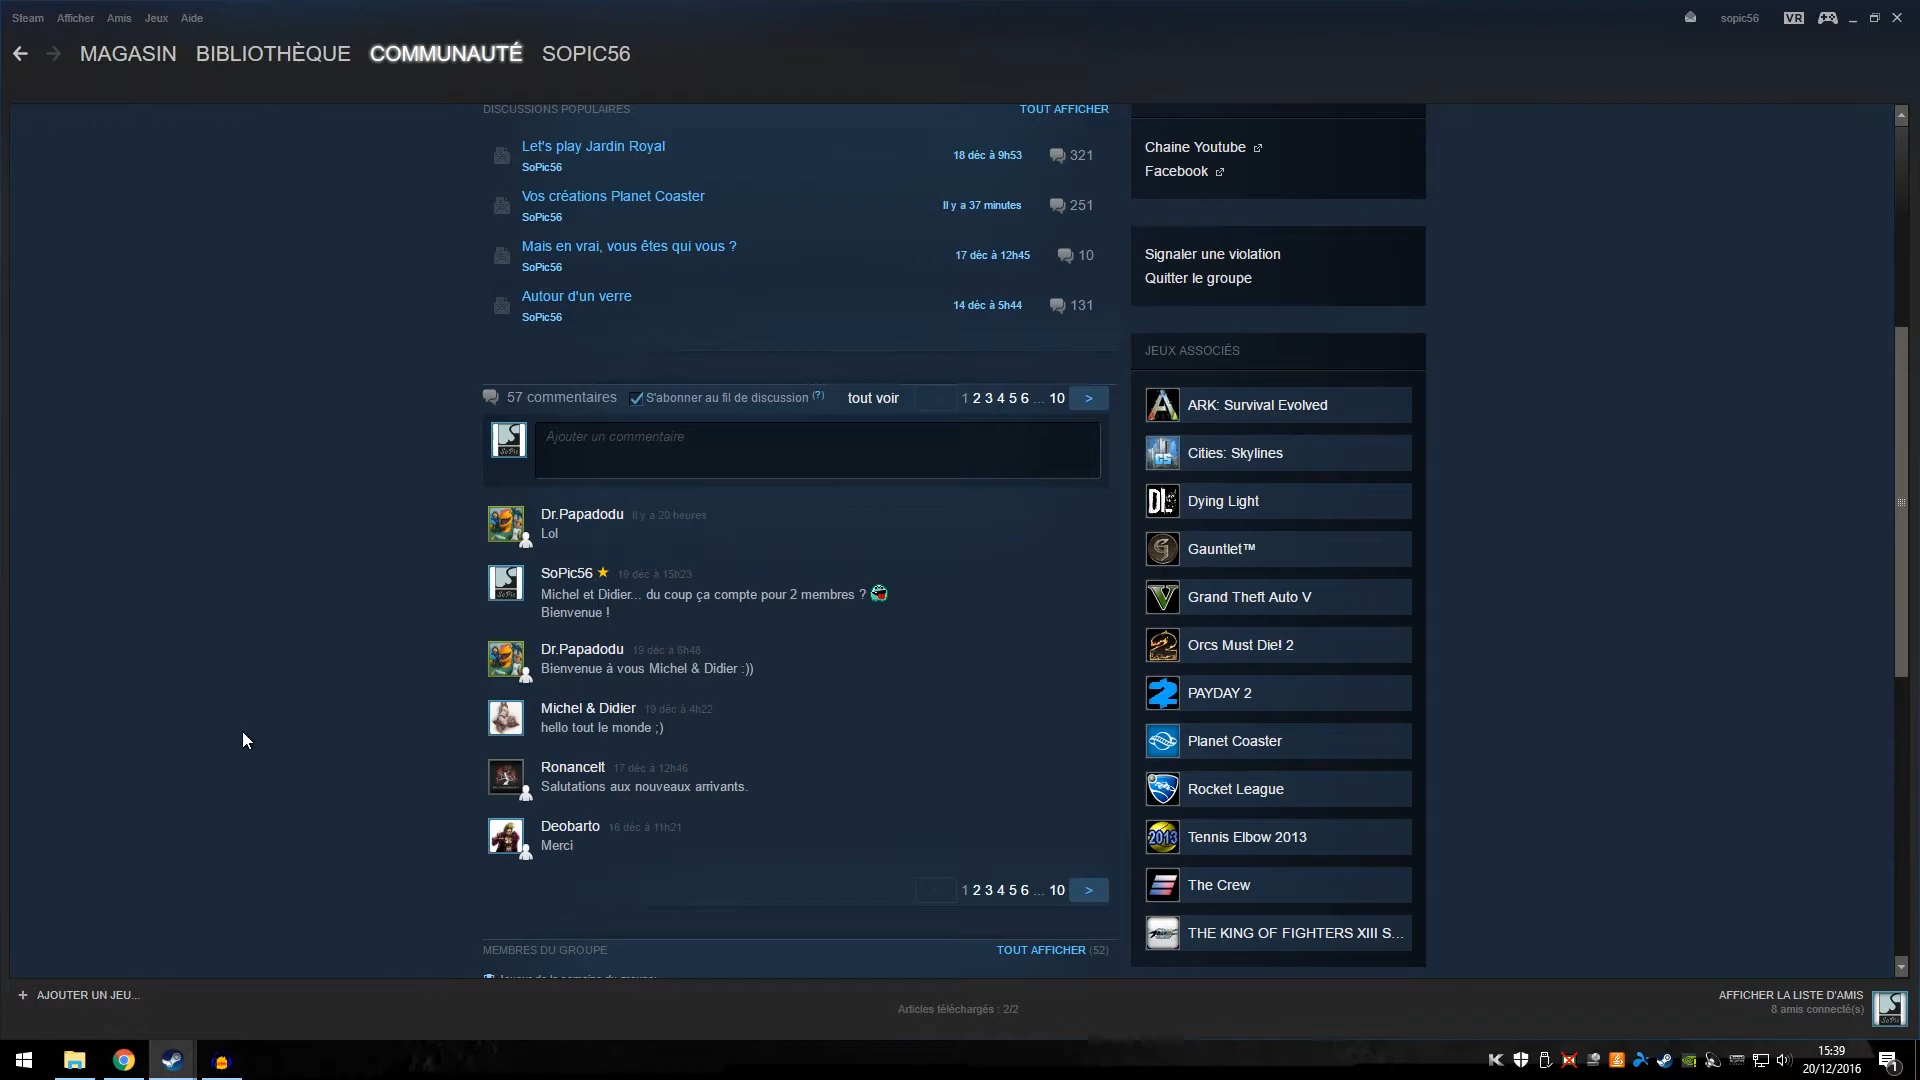 Steam Afficher Amis Jeux Aide
sopic56 VR
MAGASIN BIBLIOTHÈQUE COMMUNAUTÉ SOPIC56
DISCUSSIONS POPULAIRES TOUT AFFICHER
Let's play Jardin Royal
SoPic56
18 déc à 9h53 321
Vos créations Planet Coaster
SoPic56
Il y a 37 minutes 251
Mais en vrai, vous êtes qui vous ?
SoPic56
17 déc à 12h45 10
Autour d'un verre
SoPic56
14 déc à 5h44 131
57 commentaires S'abonner au fil de discussion (?) tout voir 1 2 3 4 5 6 ... 10 >
Ajouter un commentaire
Dr.Papadodu Il y a 20 heures
Lol
SoPic56 19 déc à 15h23
Michel et Didier... du coup ça compte pour 2 membres ?
Bienvenue !
Dr.Papadodu 19 déc à 6h48
Bienvenue à vous Michel & Didier :))
Michel & Didier 19 déc à 4h22
hello tout le monde ;)
Ronancelt 17 déc à 12h46
Salutations aux nouveaux arrivants.
Deobarto 16 déc à 11h21
Merci
1 2 3 4 5 6 ... 10 >
MEMBRES DU GROUPE TOUT AFFICHER (52)
Chaine Youtube
Facebook
Signaler une violation
Quitter le groupe
JEUX ASSOCIÉS
ARK: Survival Evolved
Cities: Skylines
Dying Light
Gauntlet™
Grand Theft Auto V
Orcs Must Die! 2
PAYDAY 2
Planet Coaster
Rocket League
Tennis Elbow 2013
The Crew
THE KING OF FIGHTERS XIII S...
+ AJOUTER UN JEU...
Articles téléchargés : 2/2
AFFICHER LA LISTE D'AMIS
8 amis connecté(s)
15:39
20/12/2016